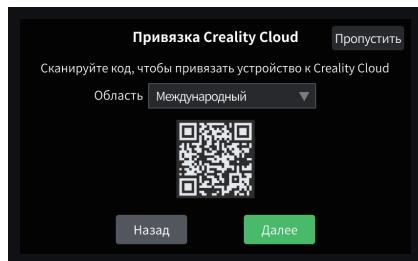 Привязка Creality Cloud
Пропустить
Сканируйте код, чтобы привязать устройство к Creality Cloud
Область Международный
Назад Далее